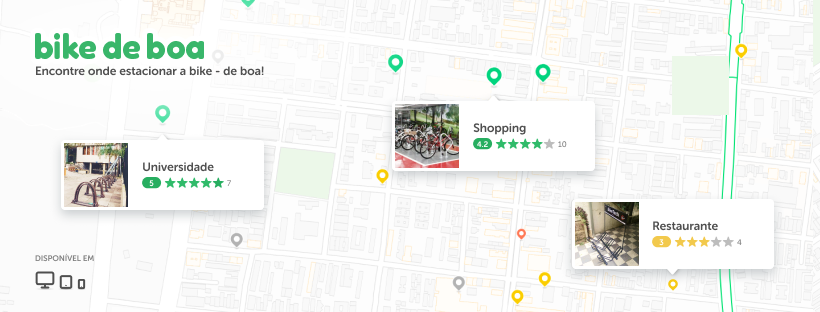 bike de boa
Encontre onde estacionar a bike - de boa!
Shopping
4.2 10
Universidade
5 7
Restaurante
3 4
DISPONÍVEL EM